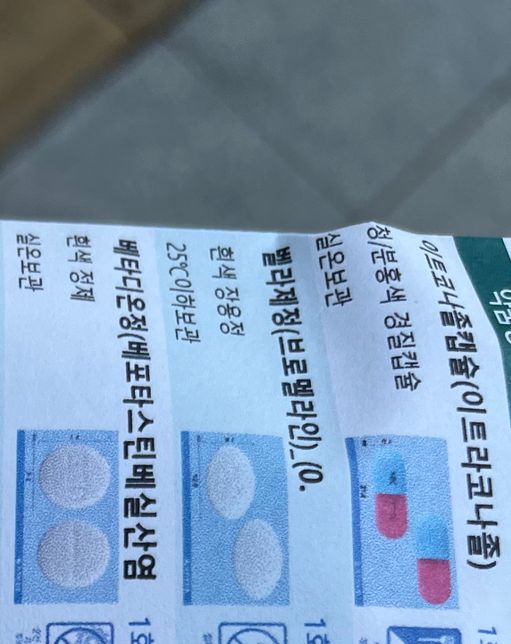 이트코나졸캡슐(이트라코나졸)
청/분홍색 경질캡슐
실온보관
벨라제정(브로멜라인)_(0.
흰색 장용정
25℃이하보관
베타디온정(베포타스틴베실산염
흰색 정제
실온보관